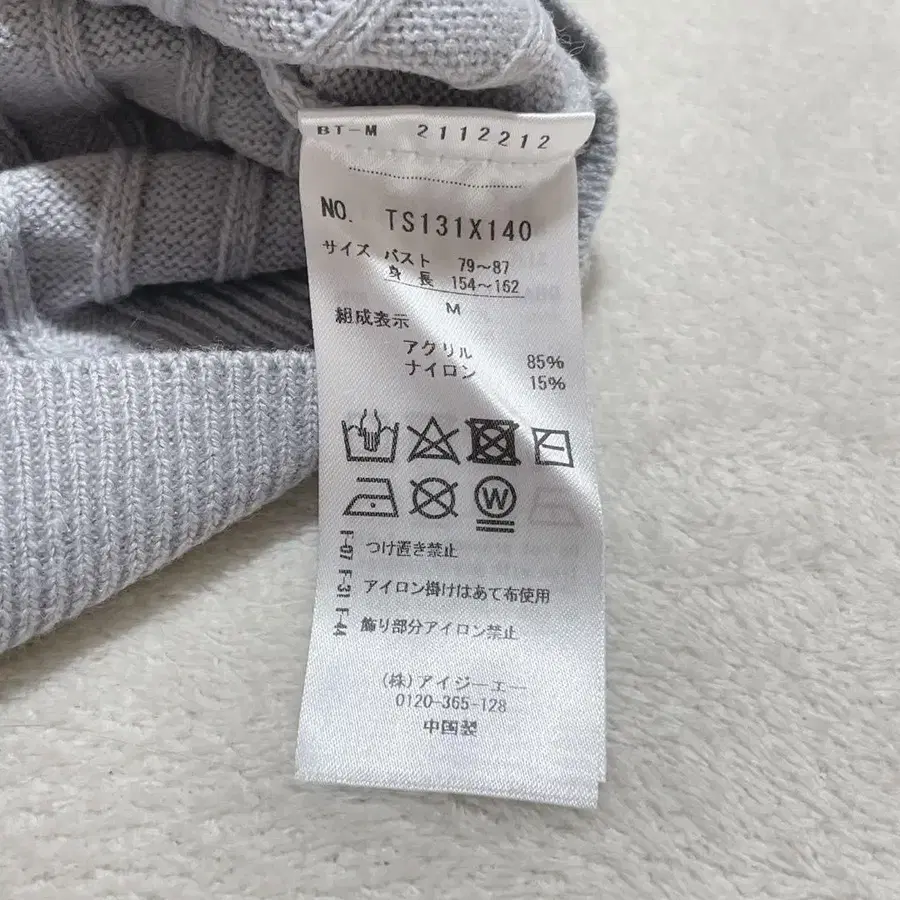 BT-M 2112212
NO. TS131X140
サイズ バスト 79~87
身長 154~162
M
組成表示
アクリル 85%
ナイロン 15%
W
F-07 つけ置き禁止
F-31 アイロン掛けはあて布使用
F-44 飾り部分アイロン禁止
(株)アイジーエー
0120-365-128
中国製